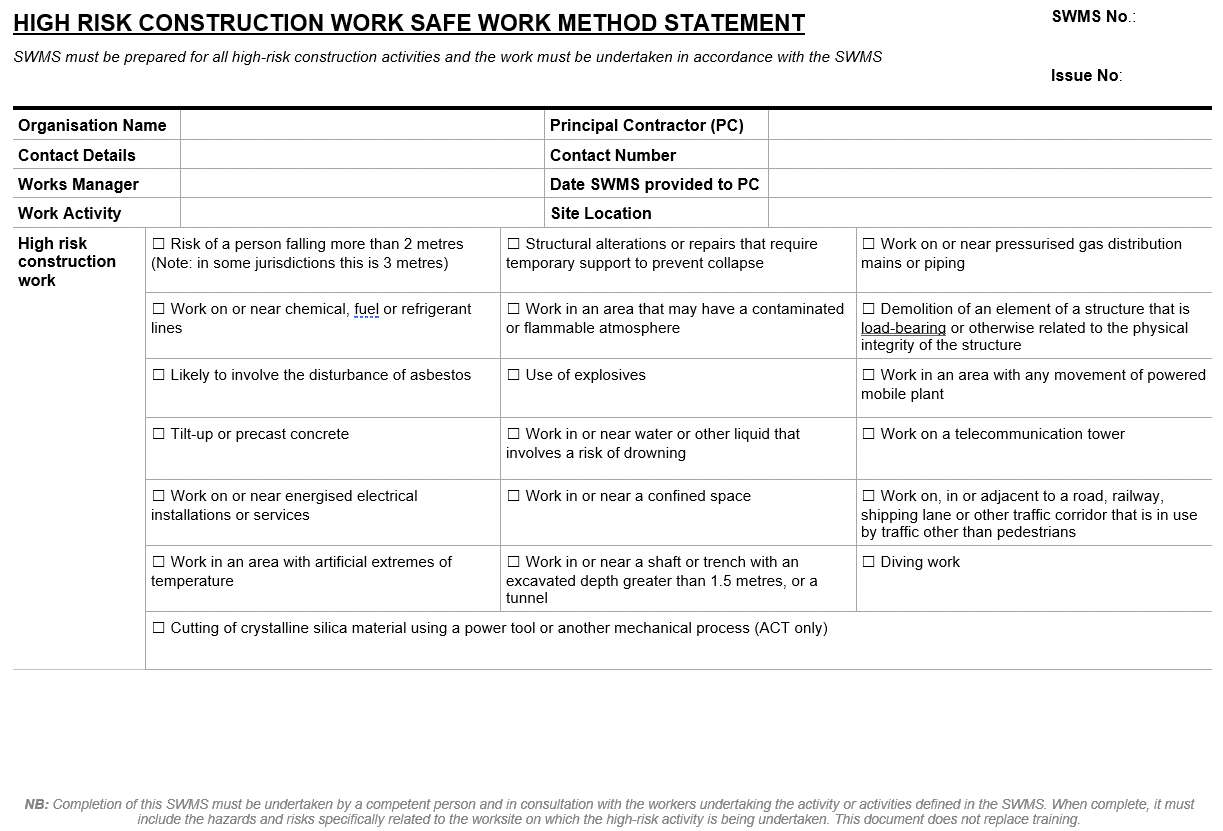 HIGH RISK CONSTRUCTION WORK SAFE WORK METHOD STATEMENT
SWMS No.:
SWMS must be prepared for all high-risk construction activities and the work must be undertaken in accordance with the SWMS
Issue No:
Organisation Name
Principal Contractor (PC)
Contact Details
Contact Number
Works Manager
Date SWMS provided to PC
Work Activity
Site Location
High risk
construction
work
☐ Risk of a person falling more than 2 metres
(Note: in some jurisdictions this is 3 metres)
☐ Structural alterations or repairs that require
temporary support to prevent collapse
☐ Work on or near pressurised gas distribution
mains or piping
☐ Work on or near chemical, fuel or refrigerant
lines
☐ Work in an area that may have a contaminated
or flammable atmosphere
☐ Demolition of an element of a structure that is
load-bearing or otherwise related to the physical
integrity of the structure
☐ Likely to involve the disturbance of asbestos
☐ Use of explosives
☐ Work in an area with any movement of powered
mobile plant
☐ Tilt-up or precast concrete
☐ Work in or near water or other liquid that
involves a risk of drowning
☐ Work on a telecommunication tower
☐ Work on or near energised electrical
installations or services
☐ Work in or near a confined space
☐ Work on, in or adjacent to a road, railway,
shipping lane or other traffic corridor that is in use
by traffic other than pedestrians
☐ Work in an area with artificial extremes of
temperature
☐ Work in or near a shaft or trench with an
excavated depth greater than 1.5 metres, or a
tunnel
☐ Diving work
☐ Cutting of crystalline silica material using a power tool or another mechanical process (ACT only)
NB: Completion of this SWMS must be undertaken by a competent person and in consultation with the workers undertaking the activity or activities defined in the SWMS. When complete, it must
include the hazards and risks specifically related to the worksite on which the high-risk activity is being undertaken. This document does not replace training.